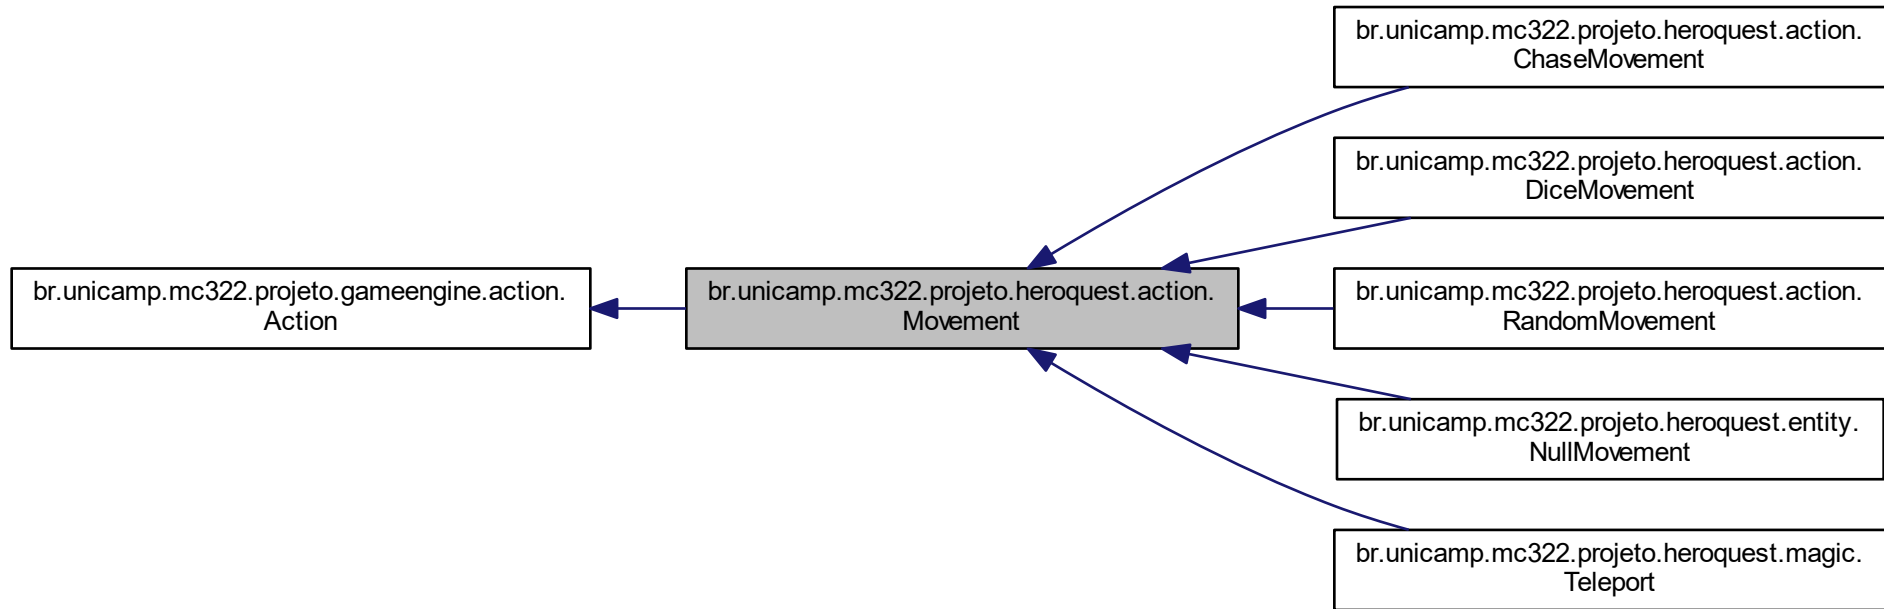 br.unicamp.mc322.projeto.gameengine.action.
Action
br.unicamp.mc322.projeto.heroquest.action.
Movement
br.unicamp.mc322.projeto.heroquest.action.
ChaseMovement
br.unicamp.mc322.projeto.heroquest.action.
DiceMovement
br.unicamp.mc322.projeto.heroquest.action.
RandomMovement
br.unicamp.mc322.projeto.heroquest.entity.
NullMovement
br.unicamp.mc322.projeto.heroquest.magic.
Teleport